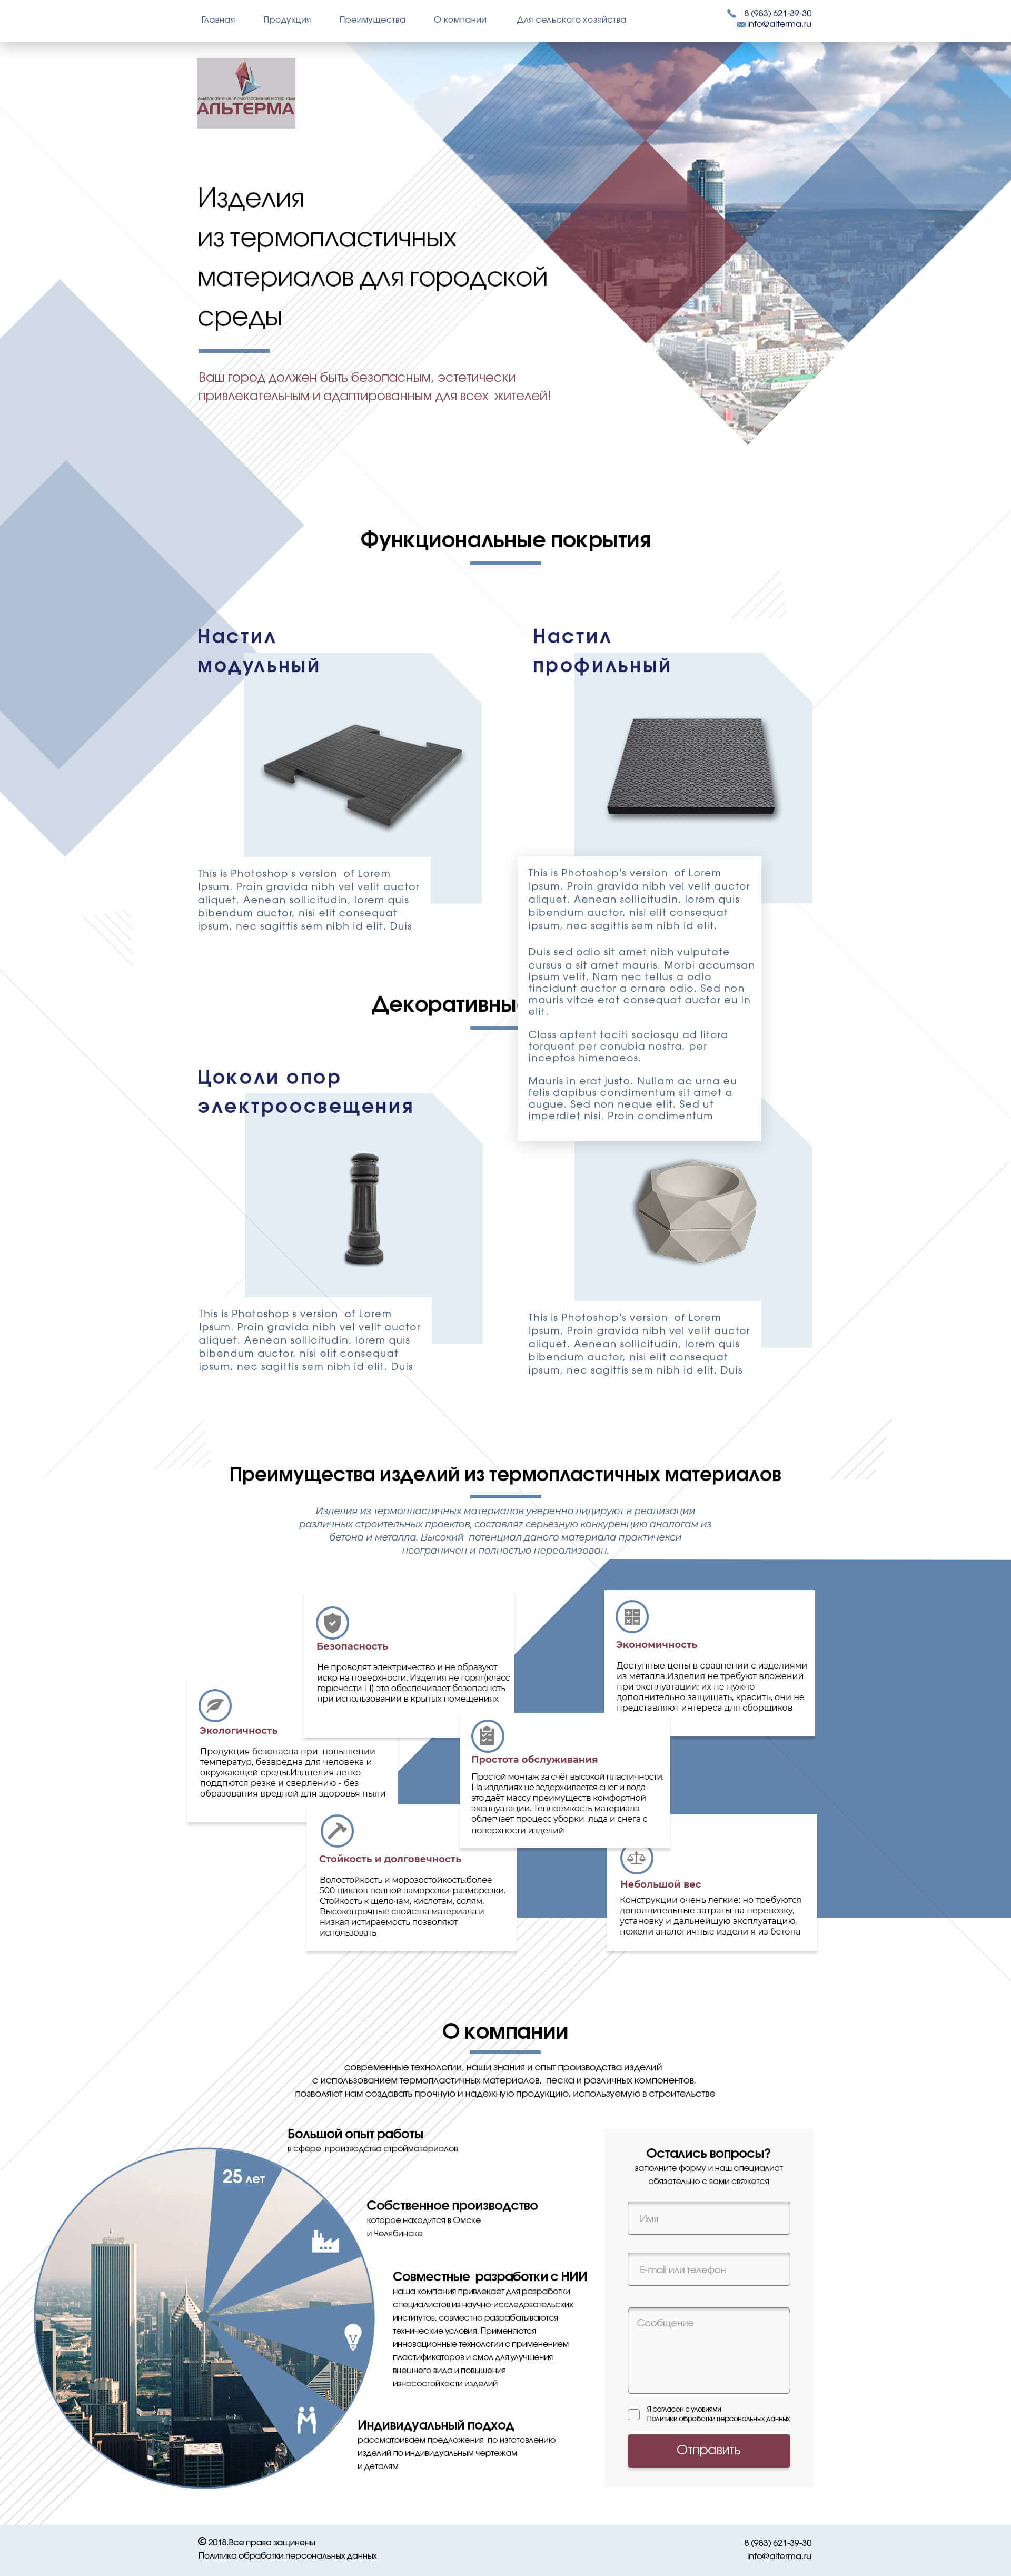 Главная Продукция Преимущества О компании Для сельского хозяйства
8 (983) 621-39-30
info@alterma.ru
Альтернативные Термопластичные Материалы
АЛЬТЕРМА
Изделия
из термопластичных
материалов для городской
среды
Ваш город должен быть безопасным, эстетически
привлекательным и адаптированным для всех жителей!
Функциональные покрытия
Настил
модульный
This is Photoshop's version of Lorem
Ipsum. Proin gravida nibh vel velit auctor
aliquet. Aenean sollicitudin, lorem quis
bibendum auctor, nisi elit consequat
ipsum, nec sagittis sem nibh id elit. Duis
Настил
профильный
This is Photoshop's version of Lorem
Ipsum. Proin gravida nibh vel velit auctor
aliquet. Aenean sollicitudin, lorem quis
bibendum auctor, nisi elit consequat
ipsum, nec sagittis sem nibh id elit.
Duis sed odio sit amet nibh vulputate
cursus a sit amet mauris. Morbi accumsan
ipsum velit. Nam nec tellus a odio
tincidunt auctor a ornare odio. Sed non
mauris vitae erat consequat auctor eu in
elit.
Class aptent taciti sociosqu ad litora
torquent per conubia nostra, per
inceptos himenaeos.
Mauris in erat justo. Nullam ac urna eu
felis dapibus condimentum sit amet a
augue. Sed non neque elit. Sed ut
imperdiet nisi. Proin condimentum
Декоративные
Цоколи опор
электроосвещения
This is Photoshop's version of Lorem
Ipsum. Proin gravida nibh vel velit auctor
aliquet. Aenean sollicitudin, lorem quis
bibendum auctor, nisi elit consequat
ipsum, nec sagittis sem nibh id elit. Duis
This is Photoshop's version of Lorem
Ipsum. Proin gravida nibh vel velit auctor
aliquet. Aenean sollicitudin, lorem quis
bibendum auctor, nisi elit consequat
ipsum, nec sagittis sem nibh id elit. Duis
Преимущества изделий из термопластичных материалов
Изделия из термопластичных материалов уверенно лидируют в реализации
различных строительных проектов, составляг серьёзную конкуренцию аналогам из
бетона и металла. Высокий потенциал даного материала практичекси
неограничен и полностью нереализован.
Безопасность
Не проводят электричество и не образуют
искр на поверхности. Изделия не горят(класс
горючести Г1) это обеспечивает безопасноть
при использовании в крытых помещениях
Экономичность
Доступные цены в сравнении с изделиями
из металла.Изделия не требуют вложений
при эксплуатации: их не нужно
дополнительно защищать, красить, они не
представляют интереса для сборщиков
Экологичность
Продукция безопасна при повышении
температур, безвредна для человека и
окружающей среды.Изднелия легко
поддпются резке и сверлению - без
образования вредной для здоровья пыли
Простота обслуживания
Простой монтаж за счёт высокой пластичности.
На изделиях не зедерживается снег и вода-
это даёт массу преимуществ комфортной
эксплуатации. Теплоёмкость материала
облегчает процесс уборки льда и снега с
поверхности изделий
Стойкость и долговечность
Волостойкость и морозостойкость:более
500 циклов полной заморозки-разморозки.
Стойкость к щелочам, кислотам, солям.
Высокопрочные свойства материала и
низкая истираемость позволяют
использовать
Небольшой вес
Конструкции очень лёгкие: но требуются
дополнительные затраты на перевозку,
установку и дальнейшую эксплуатацию,
нежели аналогичные издели я из бетона
О компании
современные технологии, наши знания и опыт производства изделий
с использованием термопластичных материалов, песка и различных компонентов,
позволяют нам создавать прочную и надежную продукцию, используемую в строительстве
Большой опыт работы
в сфере производства стройматериалов
25 лет
Собственное производство
которое находится в Омске
и Челябинске
Совместные разработки с НИИ
наша компания привлекает для разработки
специалистов из научно-исследовательских
институтов, совместно разрабатываются
технические условия. Применяются
инновационные технологии с применением
пластификаторов и смол для улучшения
внешнего вида и повышения
износостойкости изделий
Индивидуальный подход
рассматриваем предложения по изготовлению
изделий по индивидуальным чертежам
и деталям
Остались вопросы?
заполните форму и наш специалист
обязательно с вами свяжется
Имя
E-mail или телефон
Сообщение
Я согласен с уловиями
Политики обработки персональных данных
Отправить
© 2018.Все права защинены
Политика обработки персональных данных
8 (983) 621-39-30
info@alterma.ru